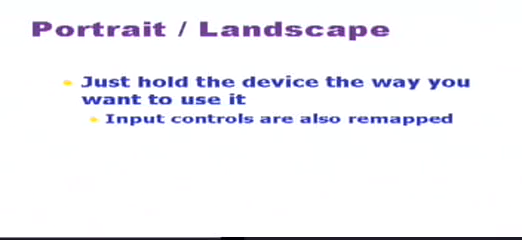 Portrait / Landscape
Just hold the device the way you
want to use it
Input controls are also remapped